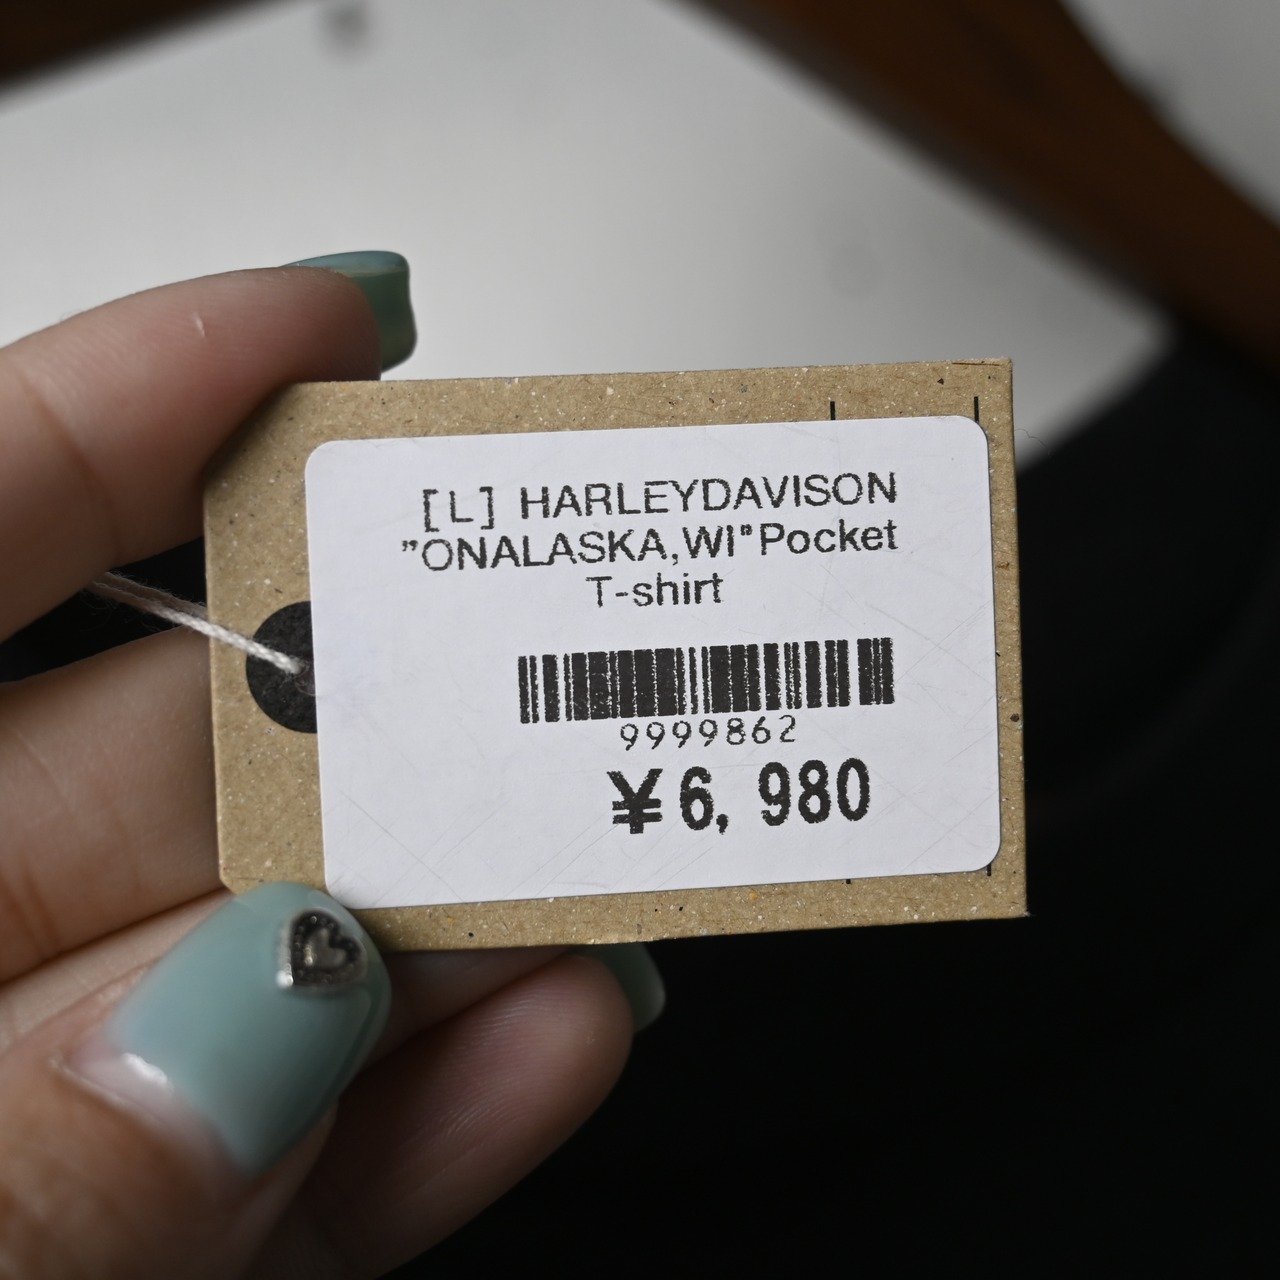 [L] HARLEYDAVISON
"ONALASKA,WI"Pocket
T-shirt
9999862
¥6,980